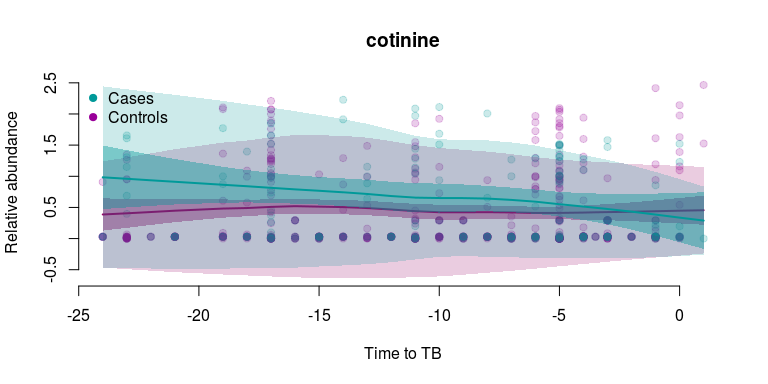 cotinine
Relative abundance
2.5
1.5
0.5
-0.5
Cases
Controls
-25 -20 -15 -10 -5 0
Time to TB